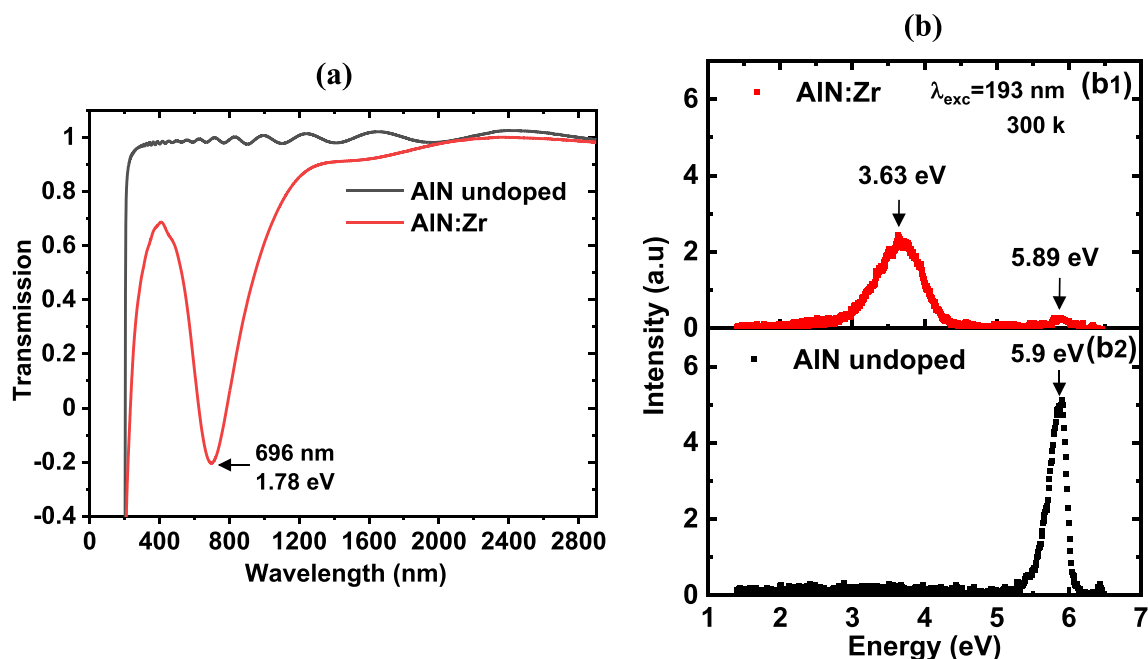 (a)
1
0.8
0.6
0.4
0.2
0
-0.2
-0.4
Transmission
AlN undoped
AlN:Zr
696 nm
1.78 eV
0 400 800 1200 1600 2000 2400 2800
Wavelength (nm)
(b)
(b1)
AlN:Zr
λexc=193 nm
300 k
3.63 eV
5.89 eV
6
4
2
0
Intensity (a.u)
(b2)
AlN undoped
5.9 eV
6
4
2
0
1 2 3 4 5 6 7
Energy (eV)